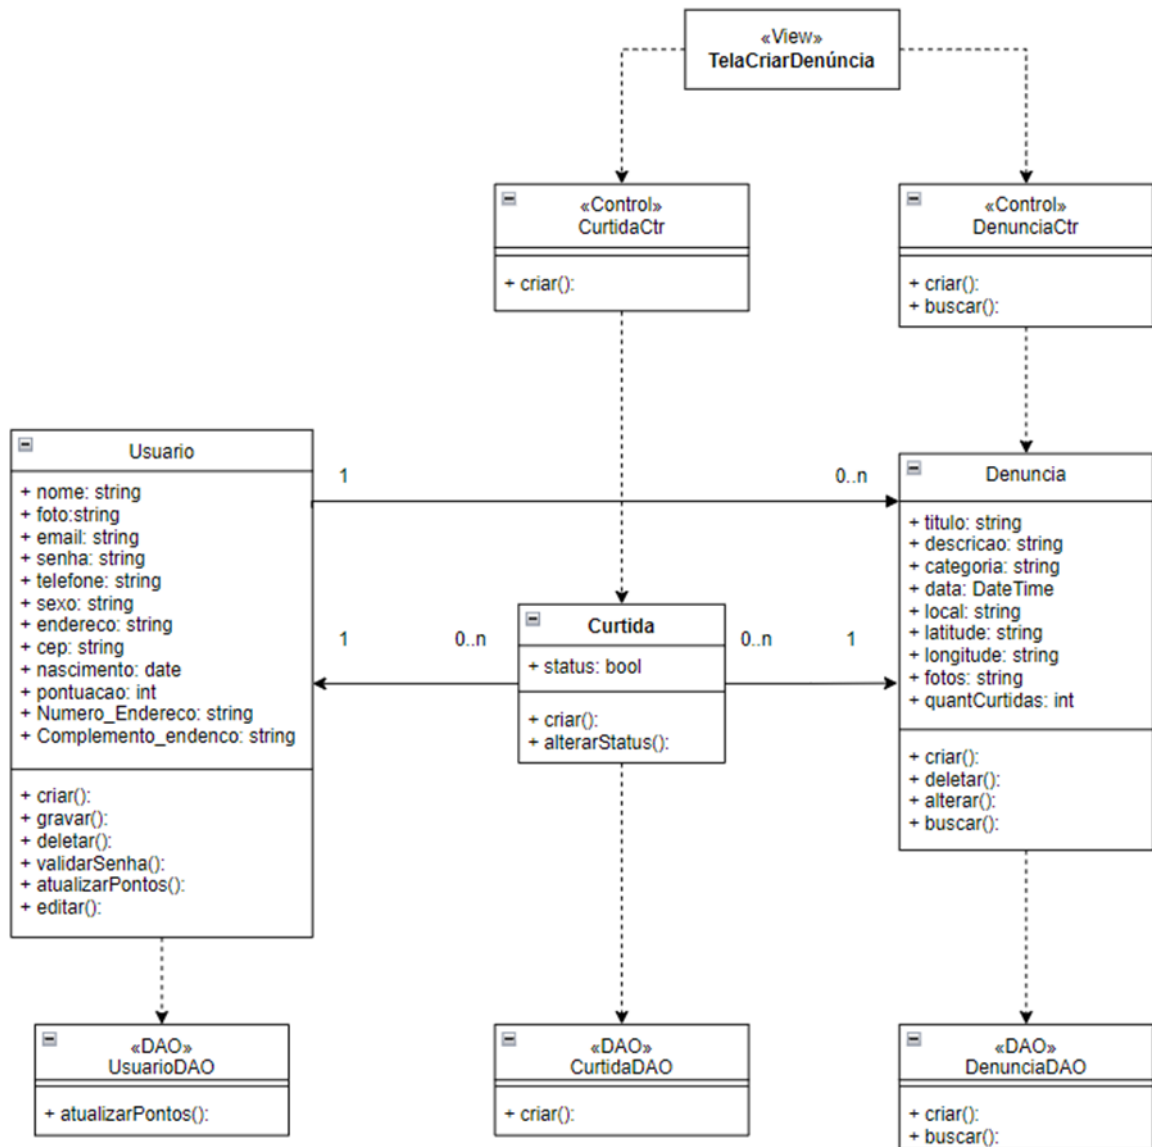 «View»
TelaCriarDenúncia
«Control»
CurtidaCtr
+ criar():
«Control»
DenunciaCtr
+ criar():
+ buscar():
Usuario
+ nome: string
+ foto:string
+ email: string
+ senha: string
+ telefone: string
+ sexo: string
+ endereco: string
+ cep: string
+ nascimento: date
+ pontuacao: int
+ Numero_Endereco: string
+ Complemento_endenco: string
+ criar():
+ gravar():
+ deletar():
+ validarSenha():
+ atualizarPontos():
+ editar():
1
0..n
1
0..n
Curtida
+ status: bool
+ criar():
+ alterarStatus():
0..n
1
Denuncia
+ titulo: string
+ descricao: string
+ categoria: string
+ data: DateTime
+ local: string
+ latitude: string
+ longitude: string
+ fotos: string
+ quantCurtidas: int
+ criar():
+ deletar():
+ alterar():
+ buscar():
«DAO»
UsuarioDAO
+ atualizarPontos():
«DAO»
CurtidaDAO
+ criar():
«DAO»
DenunciaDAO
+ criar():
+ buscar():